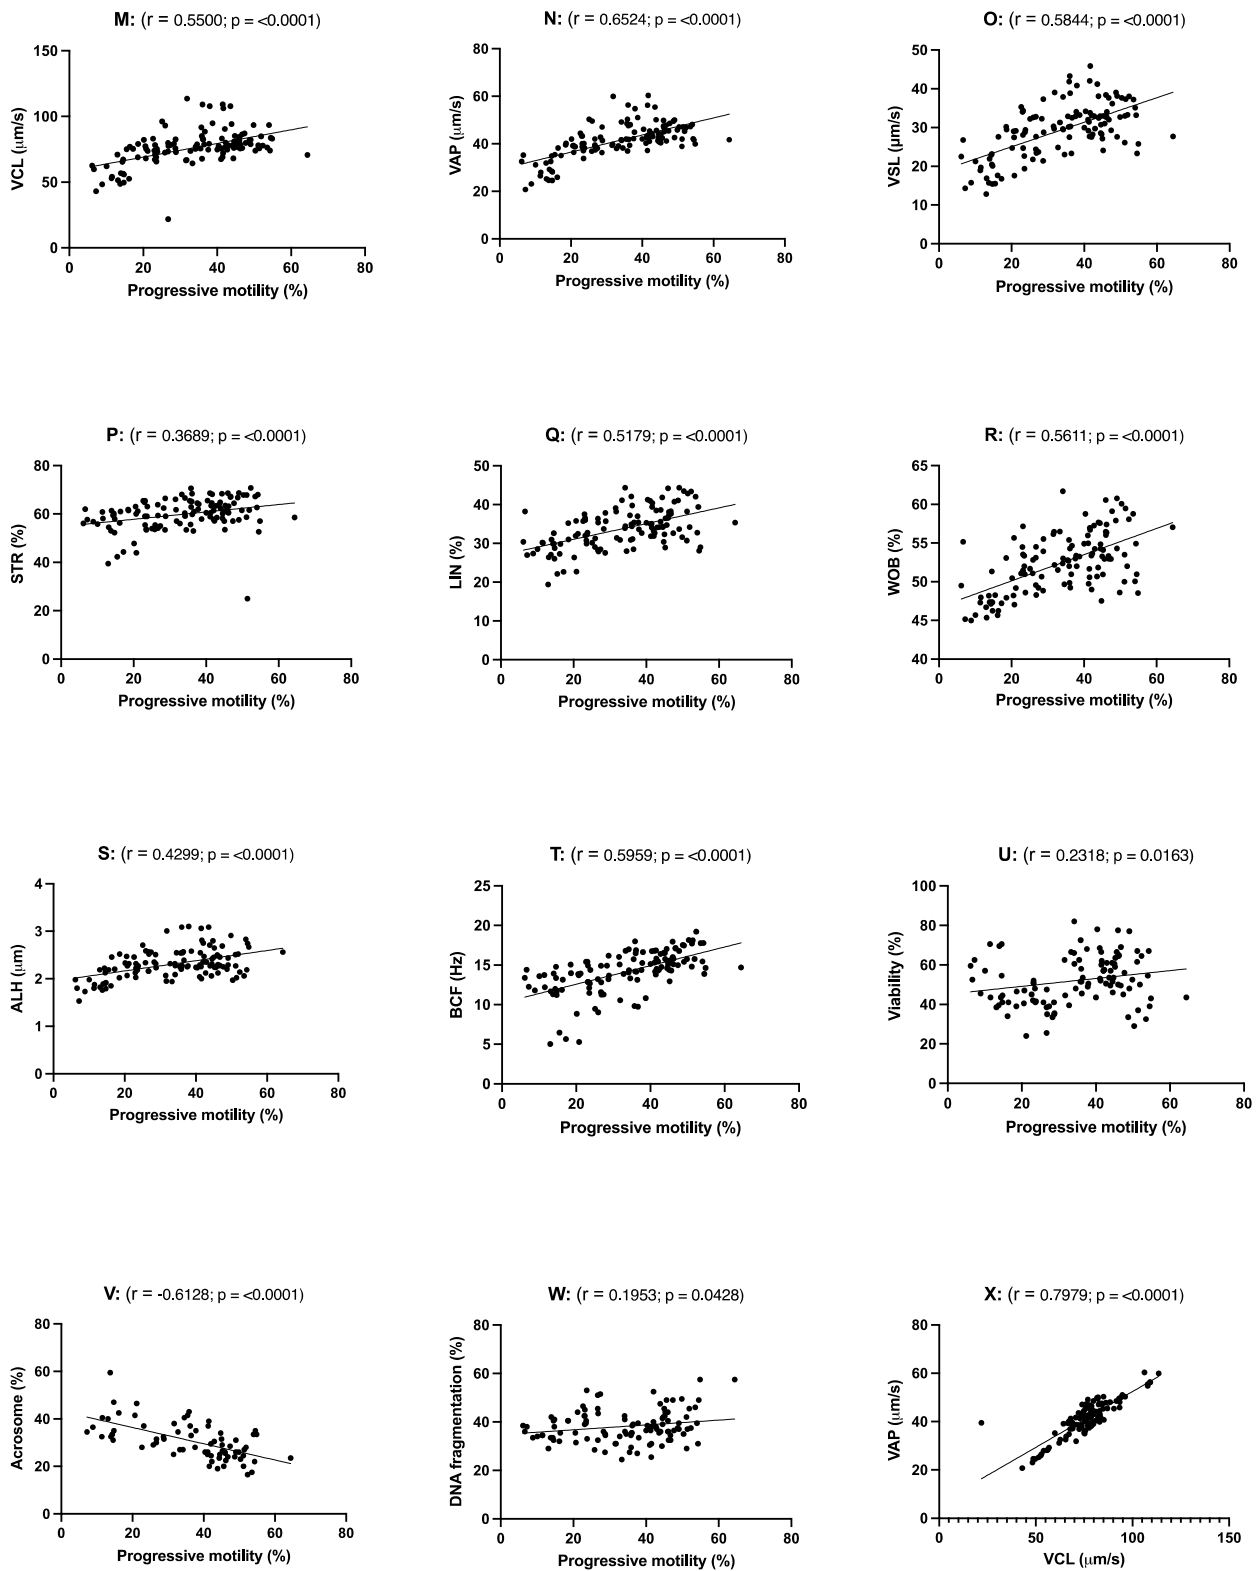 M: (r = 0.5500; p = <0.0001)
N: (r = 0.6524; p = <0.0001)
O: (r = 0.5844; p = <0.0001)
150
100
50
0
VCL (μm/s)
0 20 40 60 80
Progressive motility (%)
80
60
40
20
0
VAP (μm/s)
0 20 40 60 80
Progressive motility (%)
50
40
30
20
10
0
VSL (μm/s)
0 20 40 60 80
Progressive motility (%)
P: (r = 0.3689; p = <0.0001)
Q: (r = 0.5179; p = <0.0001)
R: (r = 0.5611; p = <0.0001)
80
60
40
20
0
STR (%)
0 20 40 60 80
Progressive motility (%)
50
40
30
20
10
0
LIN (%)
0 20 40 60 80
Progressive motility (%)
65
60
55
50
45
40
WOB (%)
0 20 40 60 80
Progressive motility (%)
S: (r = 0.4299; p = <0.0001)
T: (r = 0.5959; p = <0.0001)
U: (r = 0.2318; p = 0.0163)
4
3
2
1
0
ALH (μm)
0 20 40 60 80
Progressive motility (%)
25
20
15
10
5
0
BCF (Hz)
0 20 40 60 80
Progressive motility (%)
100
80
60
40
20
0
Viability (%)
0 20 40 60 80
Progressive motility (%)
V: (r = -0.6128; p = <0.0001)
W: (r = 0.1953; p = 0.0428)
X: (r = 0.7979; p = <0.0001)
80
60
40
20
0
Acrosome (%)
0 20 40 60 80
Progressive motility (%)
80
60
40
20
0
DNA fragmentation (%)
0 20 40 60 80
Progressive motility (%)
80
60
40
20
0
VAP (μm/s)
0 50 100 150
VCL (μm/s)